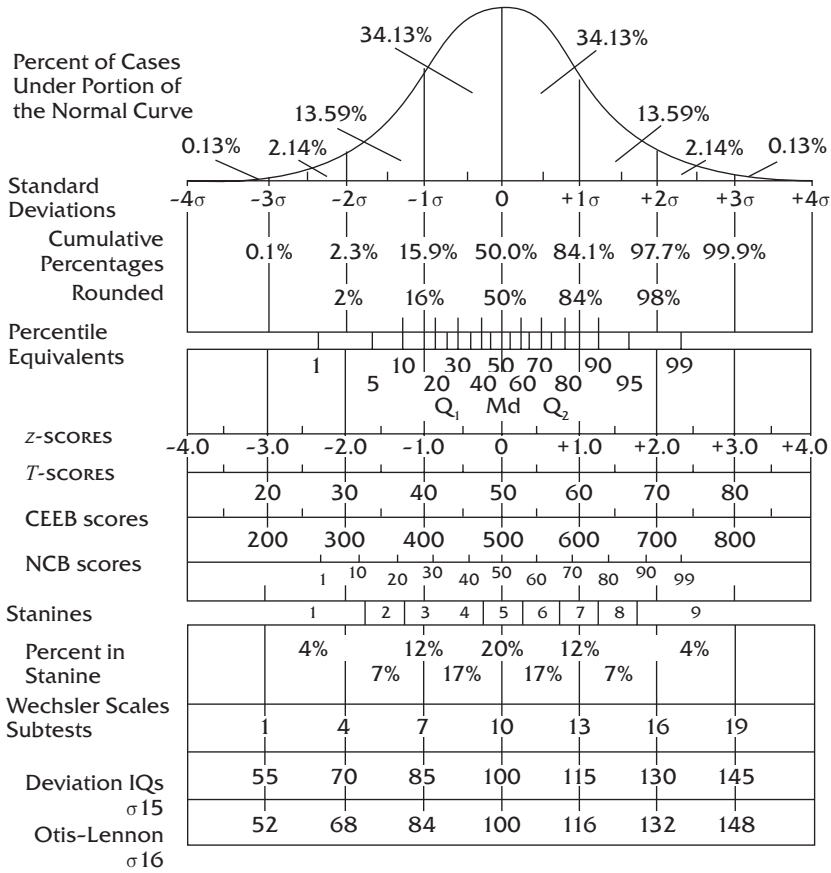 34.13% 34.13%
Percent of Cases
Under Portion of
the Normal Curve
13.59% 13.59%
0.13% 2.14% 2.14% 0.13%
Standard
Deviations
-4σ -3σ -2σ -1σ 0 +1σ +2σ +3σ +4σ
Cumulative
Percentages
0.1% 2.3% 15.9% 50.0% 84.1% 97.7% 99.9%
Rounded
2% 16% 50% 84% 98%
Percentile
Equivalents
1 10 30 50 70 90 99
5 20 40 60 80 95
Q1 Md Q2
z-SCORES
-4.0 -3.0 -2.0 -1.0 0 +1.0 +2.0 +3.0 +4.0
T-SCORES
20 30 40 50 60 70 80
CEEB scores
200 300 400 500 600 700 800
NCB scores
1 10 20 30 40 50 60 70 80 90 99
Stanines
1 2 3 4 5 6 7 8 9
Percent in
Stanine
4% 12% 20% 12% 4%
7% 17% 17% 7%
Wechsler Scales
Subtests
1 4 7 10 13 16 19
Deviation IQs
σ15
55 70 85 100 115 130 145
Otis-Lennon
σ16
52 68 84 100 116 132 148